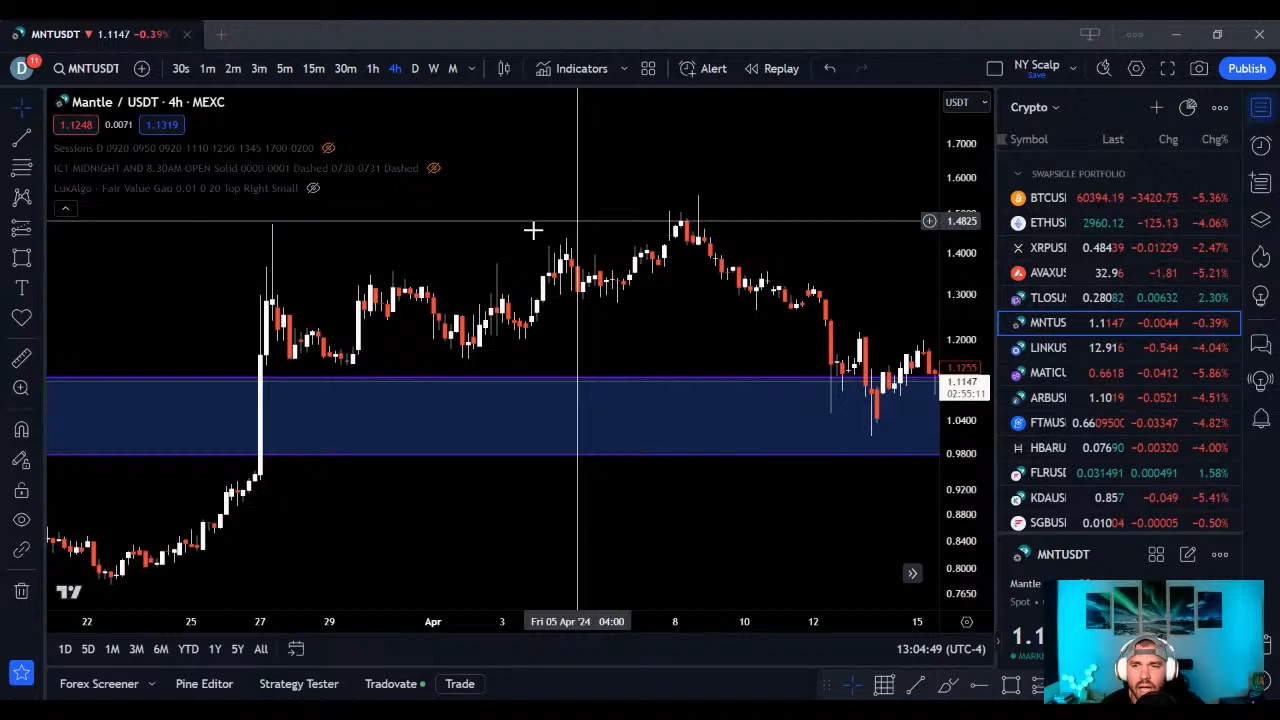 MNTUSDT 1.1147 -0.39%
D 11 MNTUSDT 30s 1m 2m 3m 5m 15m 30m 1h 4h D W M Indicators Alert Replay NY Scalp Save Publish
Mantle / USDT · 4h · MEXC
USDT
1.1248 0.0071 1.1319
Sessions D 0920-0950 0920-1110 1250 1345 1700-0200
ICT MIDNIGHT AND 8.30AM OPEN Solid 0000-0001 Dashed 0730-0731 Dashed
LuxAlgo - Fair Value Gap 0.01 0 20 Top Right Small
1.7000
1.6000
1.4825
1.4000
1.3000
1.2000
1.1255
1.1147
02:55:11
1.0400
0.9800
0.9200
0.8800
0.8400
0.8000
0.7650
22 25 27 29 Apr 3 Fri 05 Apr '24 04:00 8 10 12 15
1D 5D 1M 3M 6M YTD 1Y 5Y All 13:04:49 (UTC-4)
Forex Screener Pine Editor Strategy Tester Tradovate Trade
Crypto
Symbol Last Chg Chg%
SWAPSICLE PORTFOLIO
BTCUS 60394.19 -3420.75 -5.36%
ETHUS 2960.12 -125.13 -4.06%
XRPUS 0.48439 -0.01229 -2.47%
AVAXUS 32.96 -1.81 -5.21%
TLOSU 0.28082 0.00632 2.30%
MNTUS 1.1147 -0.0044 -0.39%
LINKUS 12.916 -0.544 -4.04%
MATICU 0.6618 -0.0412 -5.86%
ARBUS 1.1019 -0.0521 -4.51%
FTMUS 0.6609500 -0.03347 -4.82%
HBARU 0.07690 -0.00320 -4.00%
FLRUSD 0.031491 0.000491 1.58%
KDAUS 0.857 -0.049 -5.41%
SGBUSI 0.01004 -0.00005 -0.50%
MNTUSDT
Mantle
Spot
1.1
MARKE